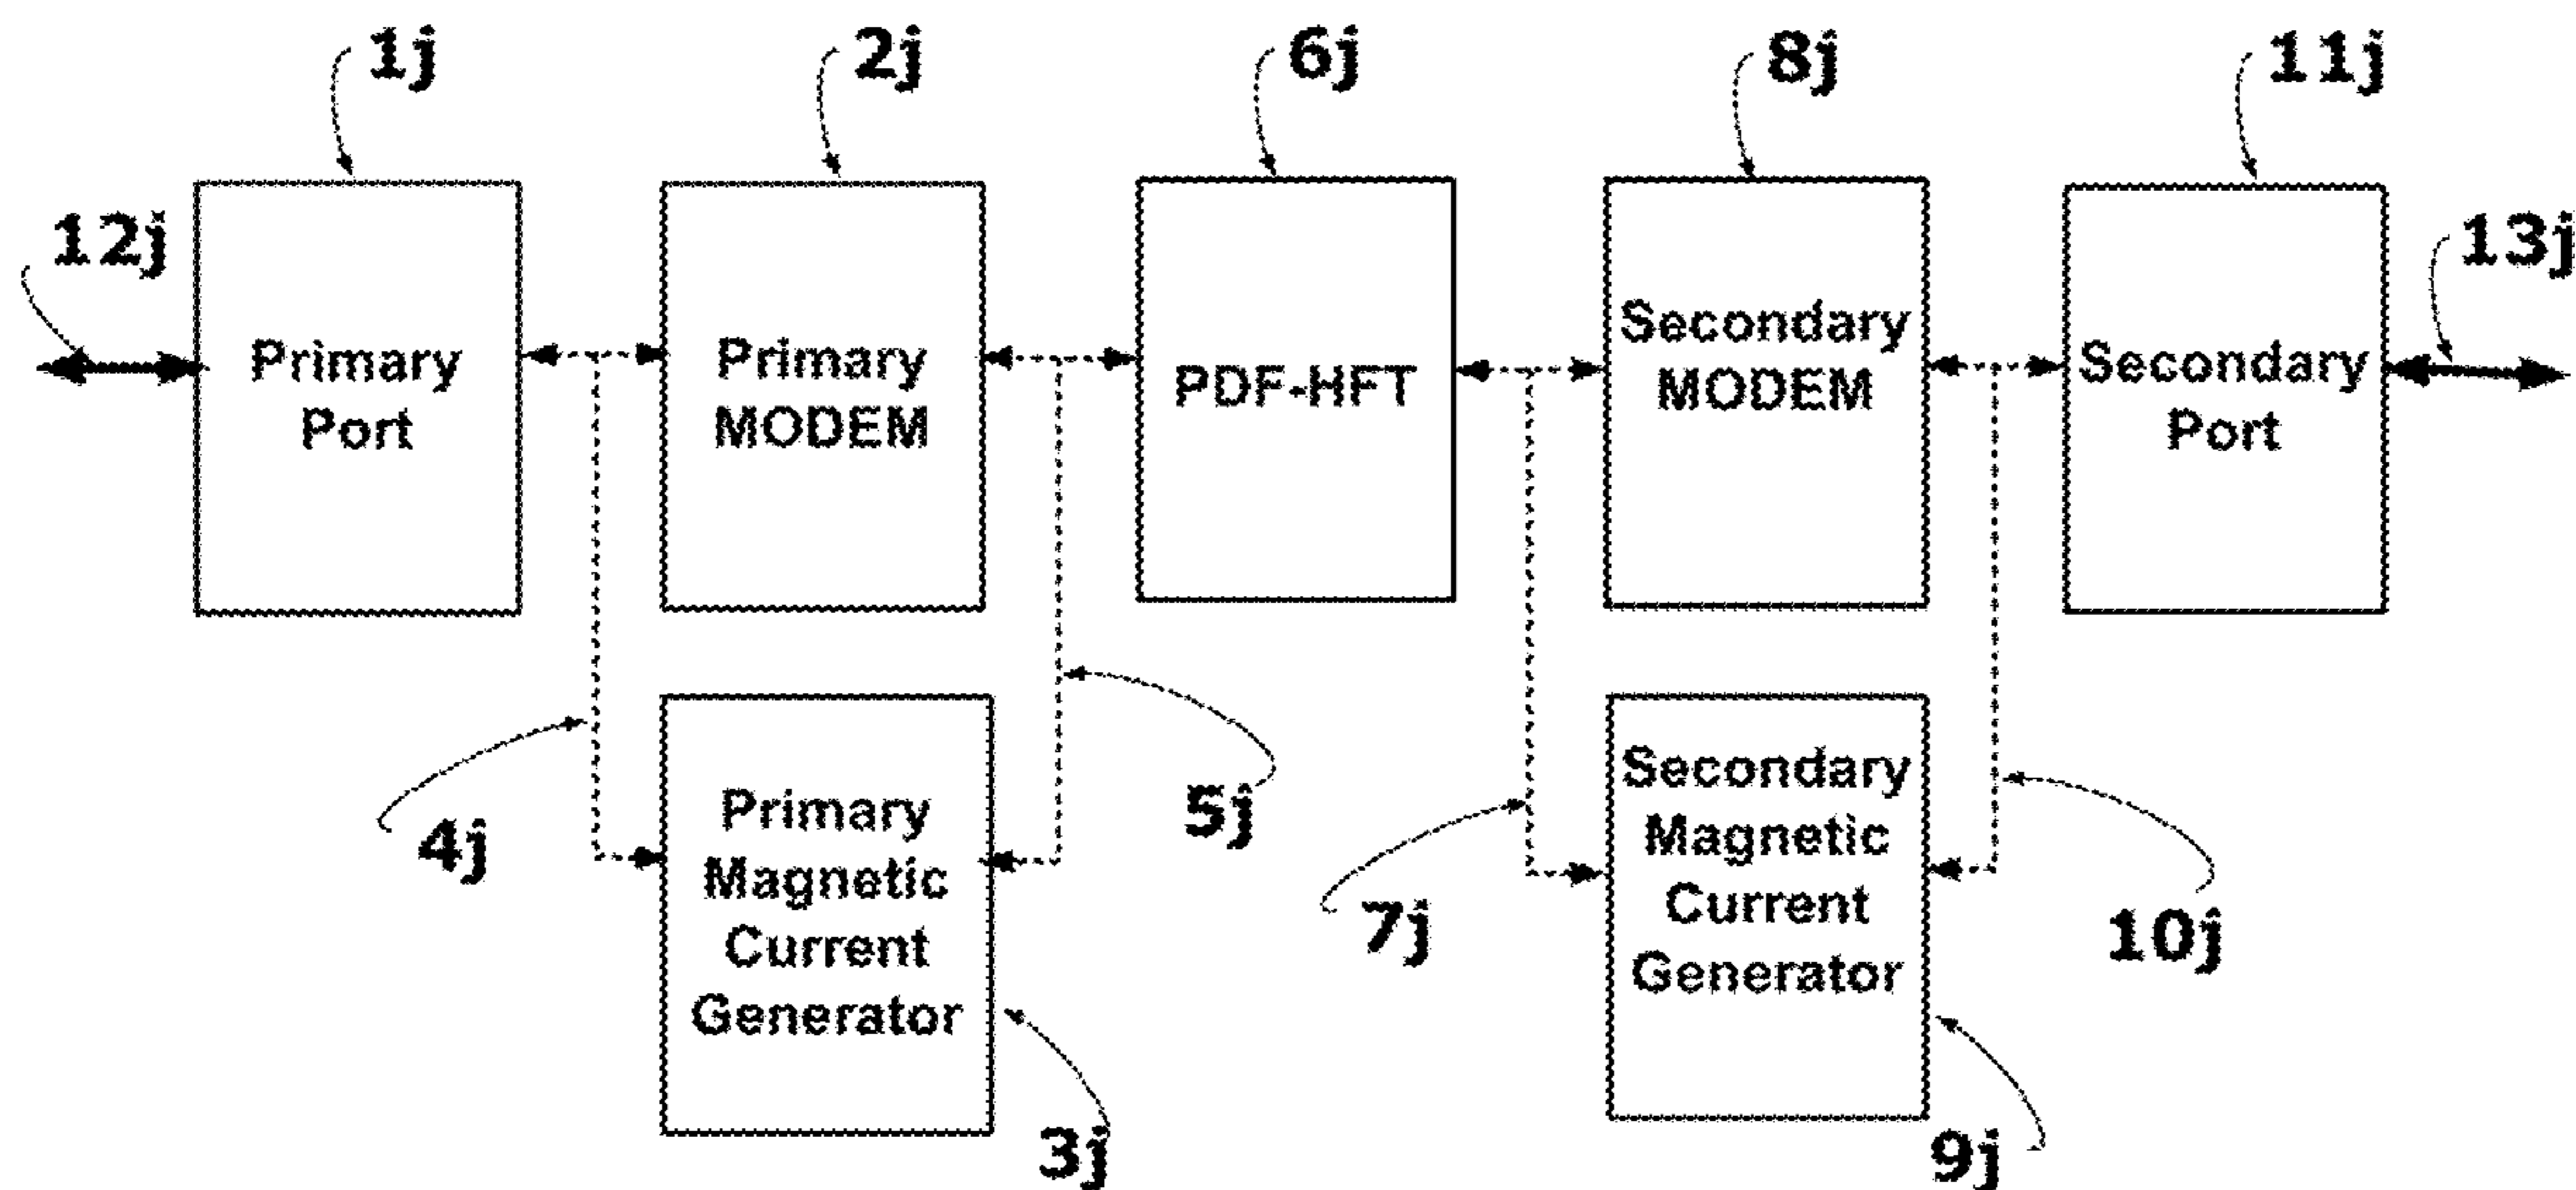 1j
2j
6j
8j
11j
12j
13j
Primary
Port
Primary
MODEM
PDF-HFT
Secondary
MODEM
Secondary
Port
4j
5j
7j
10j
Primary
Magnetic
Current
Generator
Secondary
Magnetic
Current
Generator
3j
9j